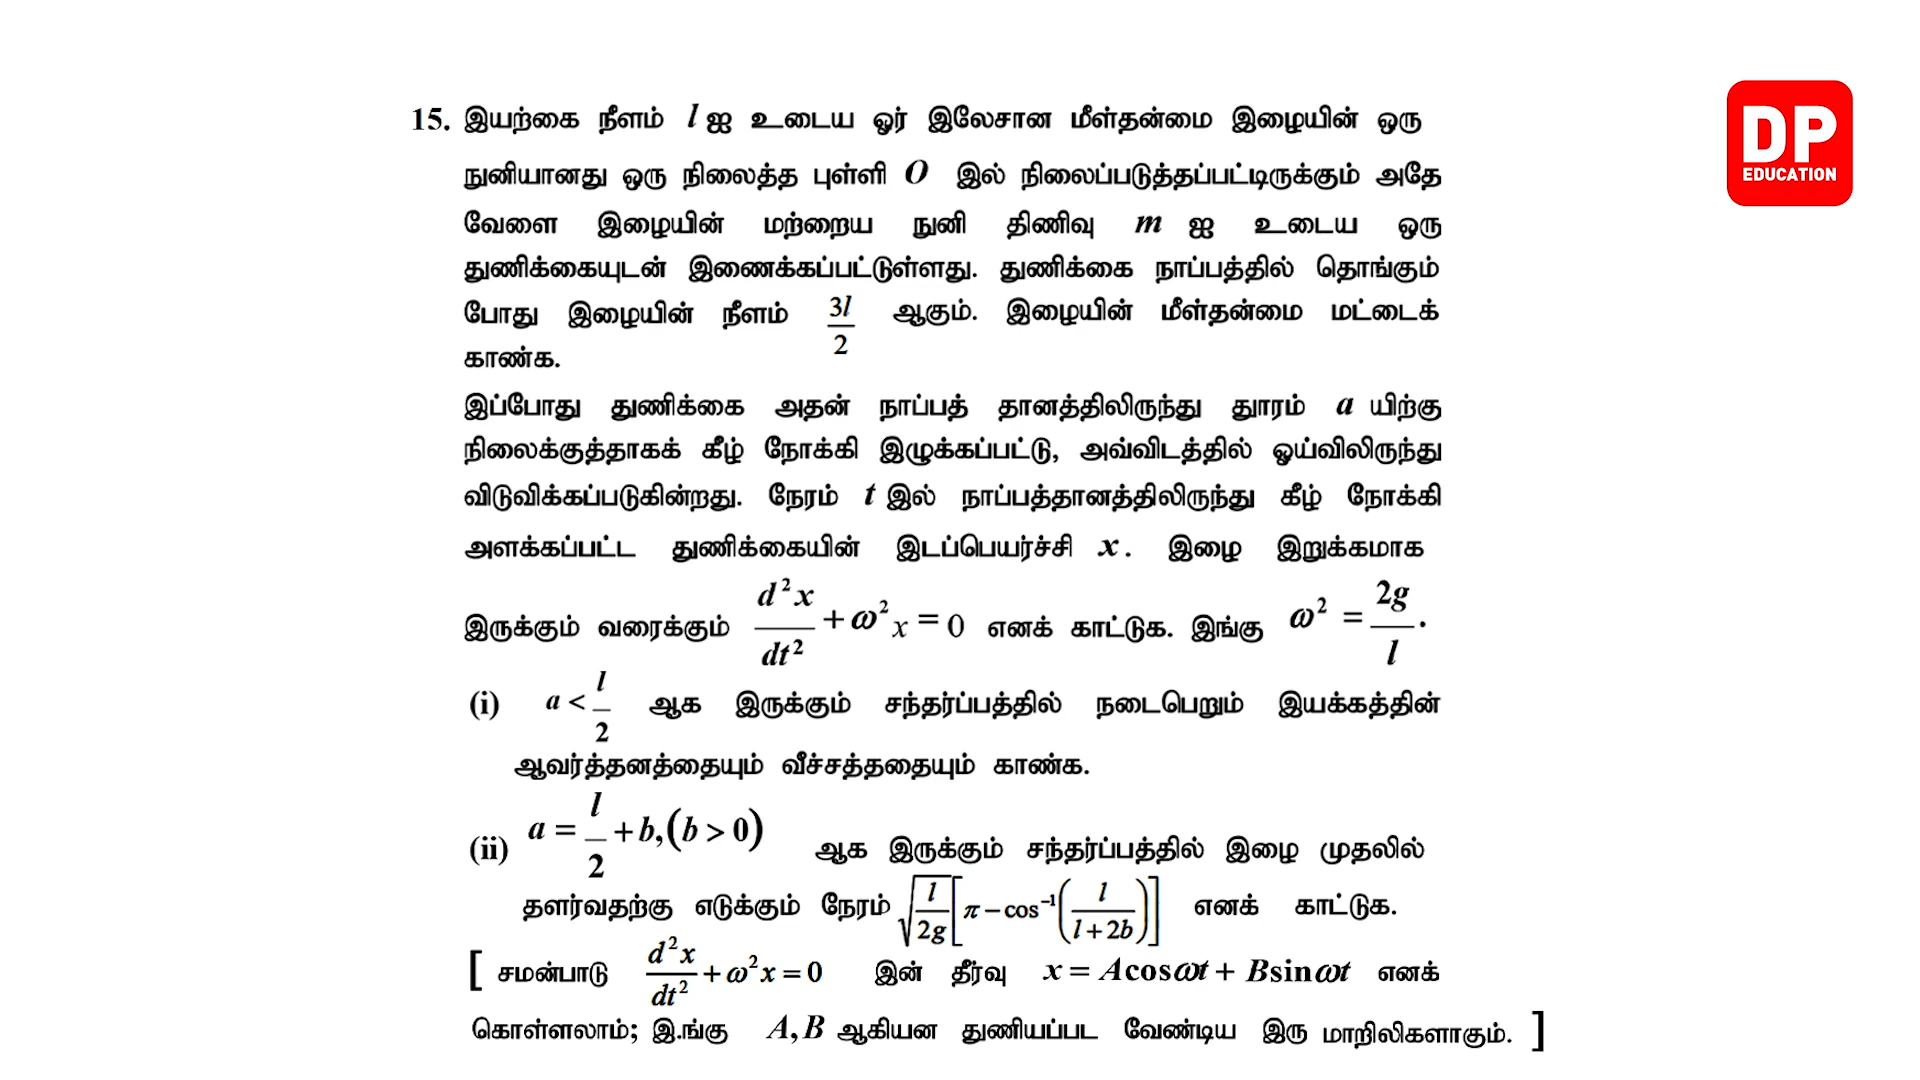 DP
EDUCATION
15. இயற்கை நீளம் l ஐ உடைய ஓர் இலேசான மீள்தன்மை இழையின் ஒரு
நுனியானது ஒரு நிலைத்த புள்ளி O இல் நிலைப்படுத்தப்பட்டிருக்கும் அதே
வேளை இழையின் மற்றைய நுனி திணிவு m ஐ உடைய ஒரு
துணிக்கையுடன் இணைக்கப்பட்டுள்ளது. துணிக்கை நாப்பத்தில் தொங்கும்
போது இழையின் நீளம் 3l/2 ஆகும். இழையின் மீள்தன்மை மட்டைக்
காண்க.
இப்போது துணிக்கை அதன் நாப்பத் தானத்திலிருந்து தூரம் a யிற்கு
நிலைக்குத்தாகக் கீழ் நோக்கி இழுக்கப்பட்டு, அவ்விடத்தில் ஓய்விலிருந்து
விடுவிக்கப்படுகின்றது. நேரம் t இல் நாப்பத்தானத்திலிருந்து கீழ் நோக்கி
அளக்கப்பட்ட துணிக்கையின் இடப்பெயர்ச்சி x. இழை இறுக்கமாக
இருக்கும் வரைக்கும் d²x/dt² + ω²x = 0 எனக் காட்டுக. இங்கு ω² = 2g/l.
(i) a < l/2 ஆக இருக்கும் சந்தர்ப்பத்தில் நடைபெறும் இயக்கத்தின்
ஆவர்த்தனத்தையும் வீச்சத்ததையும் காண்க.
(ii) a = l/2 + b, (b > 0) ஆக இருக்கும் சந்தர்ப்பத்தில் இழை முதலில்
தளர்வதற்கு எடுக்கும் நேரம் √(l/2g) [π − cos⁻¹(l/(l+2b))] எனக் காட்டுக.
[ சமன்பாடு d²x/dt² + ω²x = 0 இன் தீர்வு x = Acosωt + Bsinωt எனக்
கொள்ளலாம்; இ.ங்கு A, B ஆகியன துணியப்பட வேண்டிய இரு மாறிலிகளாகும். ]